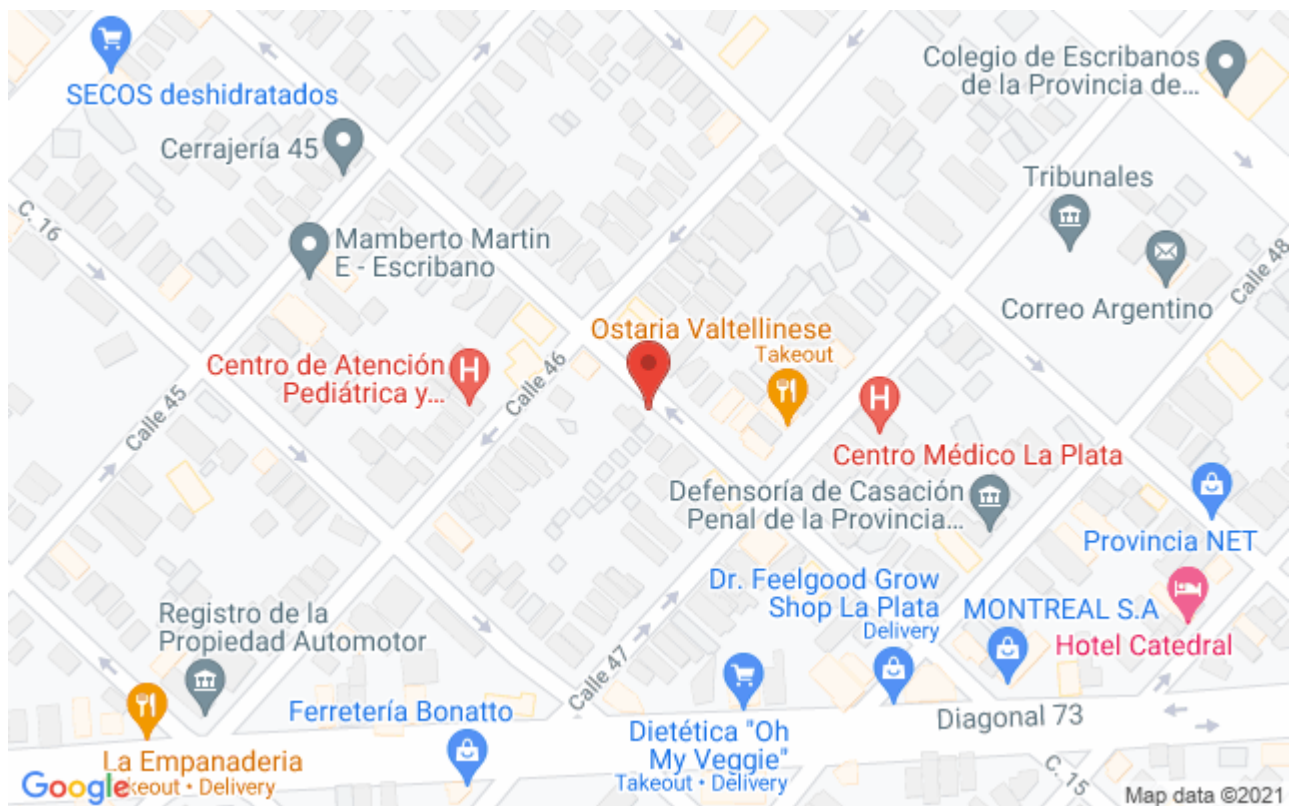 SECOS deshidratados
Colegio de Escribanos
de la Provincia de...
Cerrajería 45
Tribunales
C. 16
Mamberto Martin
E - Escribano
Calle 48
Correo Argentino
Ostaria Valtellinese
Takeout
Centro de Atención
Pediátrica y...
H
Calle 46
H
Calle 45
Centro Médico La Plata
Defensoría de Casación
Penal de la Provincia...
Provincia NET
Dr. Feelgood Grow
Shop La Plata
Delivery
MONTREAL S.A
Registro de la
Propiedad Automotor
Hotel Catedral
Calle 47
Ferretería Bonatto
Diagonal 73
Dietética "Oh
My Veggie"
Takeout • Delivery
La Empanaderia
keout • Delivery
C. 15
Google
Map data ©2021